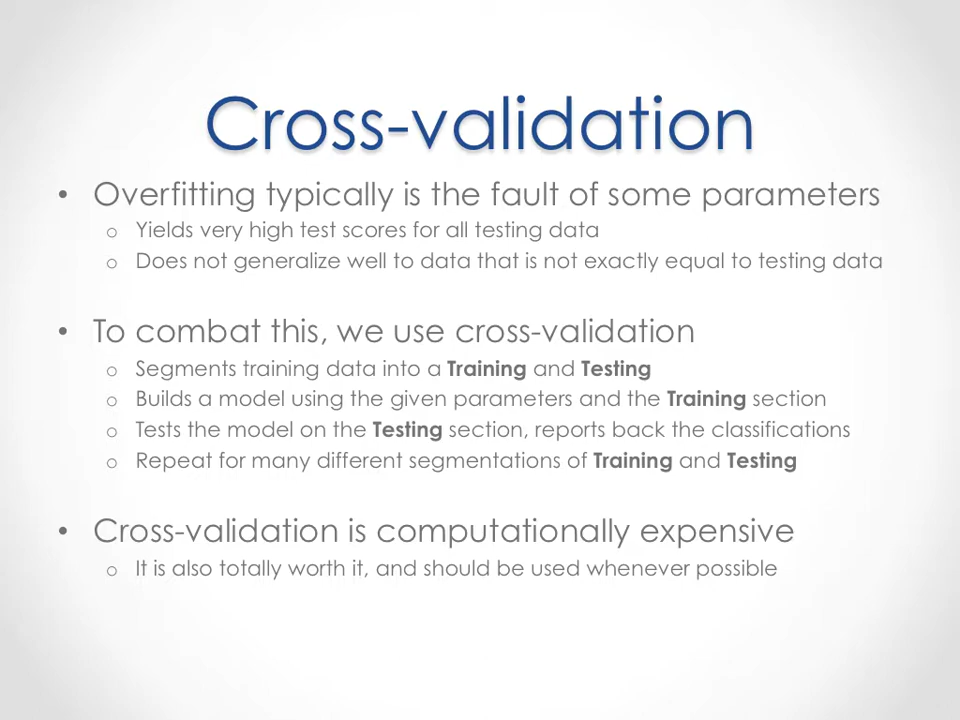 Cross-validation
• Overfitting typically is the fault of some parameters
o Yields very high test scores for all testing data
o Does not generalize well to data that is not exactly equal to testing data
• To combat this, we use cross-validation
o Segments training data into a Training and Testing
o Builds a model using the given parameters and the Training section
o Tests the model on the Testing section, reports back the classifications
o Repeat for many different segmentations of Training and Testing
• Cross-validation is computationally expensive
o It is also totally worth it, and should be used whenever possible